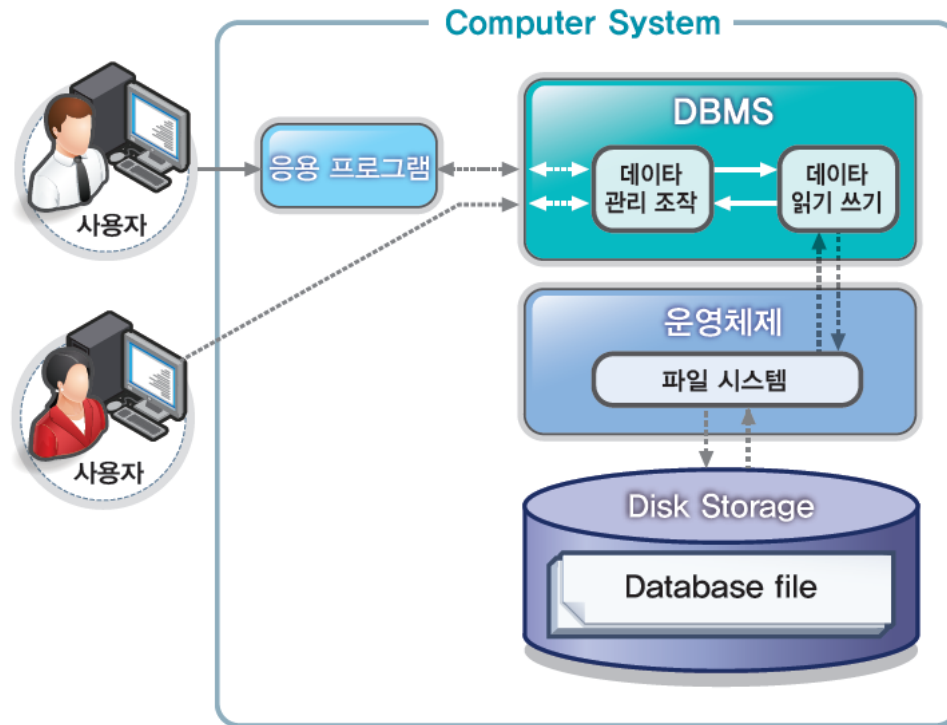 Computer System
사용자
응용 프로그램
DBMS
데이타
관리 조작
데이타
읽기 쓰기
사용자
운영체제
파일 시스템
Disk Storage
Database file